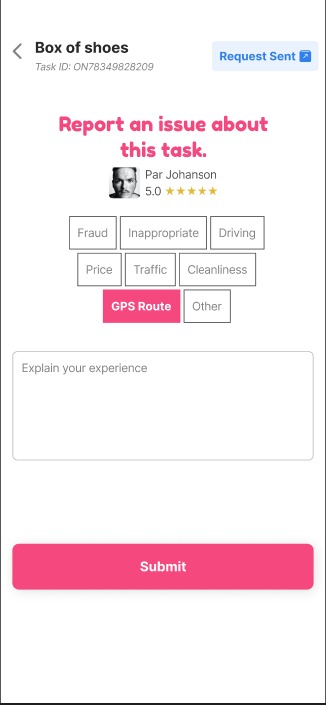 Box of shoes
Task ID: ON78349828209
Request Sent
Report an issue about
this task.
Par Johanson
5.0 ★★★★★
Fraud
Inappropriate
Driving
Price
Traffic
Cleanliness
GPS Route
Other
Explain your experience
Submit